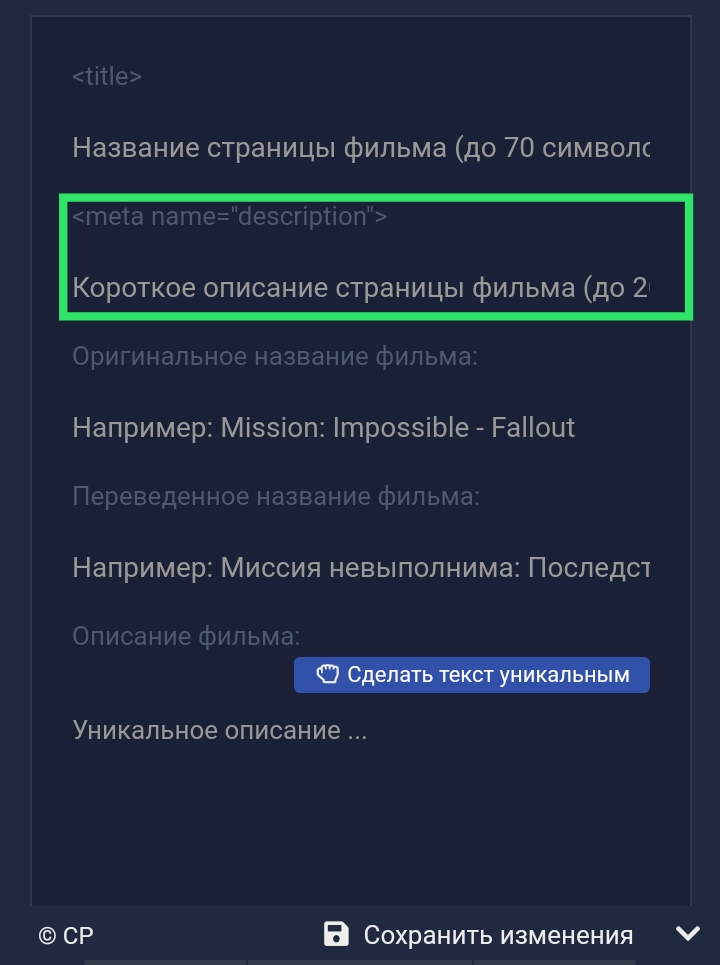 <title>
Название страницы фильма (до 70 символо
<meta name="description">
Короткое описание страницы фильма (до 2
Оригинальное название фильма:
Например: Mission: Impossible - Fallout
Переведенное название фильма:
Например: Миссия невыполнима: Последст
Описание фильма:
Сделать текст уникальным
Уникальное описание ...
© CP
Сохранить изменения